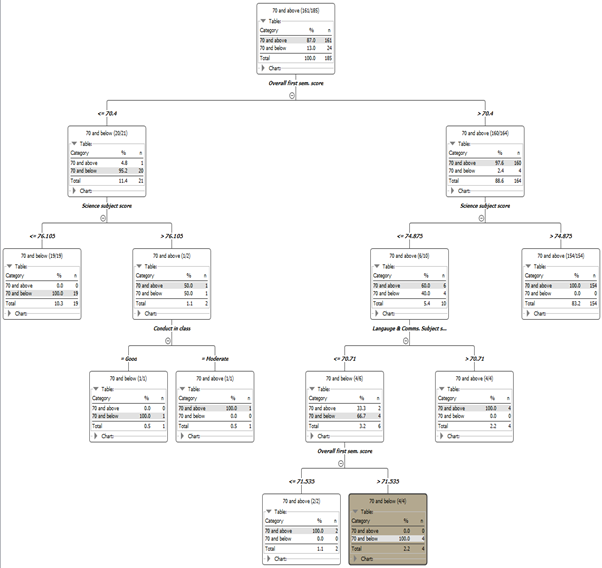 70 and above (161/185)
Table:
Category % n
70 and above 87.0 161
70 and below 13.0 24
Total 100.0 185
Chart:
Overall first sem. score
<= 70.4
> 70.4
70 and below (20/21)
Table:
Category % n
70 and above 4.8 1
70 and below 95.2 20
Total 11.4 21
Chart:
Science subject score
70 and above (160/164)
Table:
Category % n
70 and above 97.6 160
70 and below 2.4 4
Total 88.6 164
Chart:
Science subject score
<= 76.105
> 76.105
<= 74.875
> 74.875
70 and below (19/19)
Table:
Category % n
70 and above 0.0 0
70 and below 100.0 19
Total 10.3 19
Chart:
70 and above (1/2)
Table:
Category % n
70 and above 50.0 1
70 and below 50.0 1
Total 1.1 2
Chart:
Conduct in class
70 and above (6/10)
Table:
Category % n
70 and above 60.0 6
70 and below 40.0 4
Total 5.4 10
Chart:
Langauge & Comms. Subject s...
70 and above (154/154)
Table:
Category % n
70 and above 100.0 154
70 and below 0.0 0
Total 83.2 154
Chart:
= Goos
= Moderate
<= 70.71
> 70.71
70 and below (1/1)
Table:
Category % n
70 and above 0.0 0
70 and below 100.0 1
Total 0.5 1
Chart:
70 and above (1/1)
Table:
Category % n
70 and above 100.0 1
70 and below 0.0 0
Total 0.5 1
Chart:
70 and below (4/6)
Table:
Category % n
70 and above 33.3 2
70 and below 66.7 4
Total 3.2 6
Chart:
Overall first sem. score
70 and above (4/4)
Table:
Category % n
70 and above 100.0 4
70 and below 0.0 0
Total 2.2 4
Chart:
<= 71.535
> 71.535
70 and above (2/2)
Table:
Category % n
70 and above 100.0 2
70 and below 0.0 0
Total 1.1 2
Chart:
70 and below (4/4)
Table:
Category % n
70 and above 0.0 0
70 and below 100.0 4
Total 2.2 4
Chart: